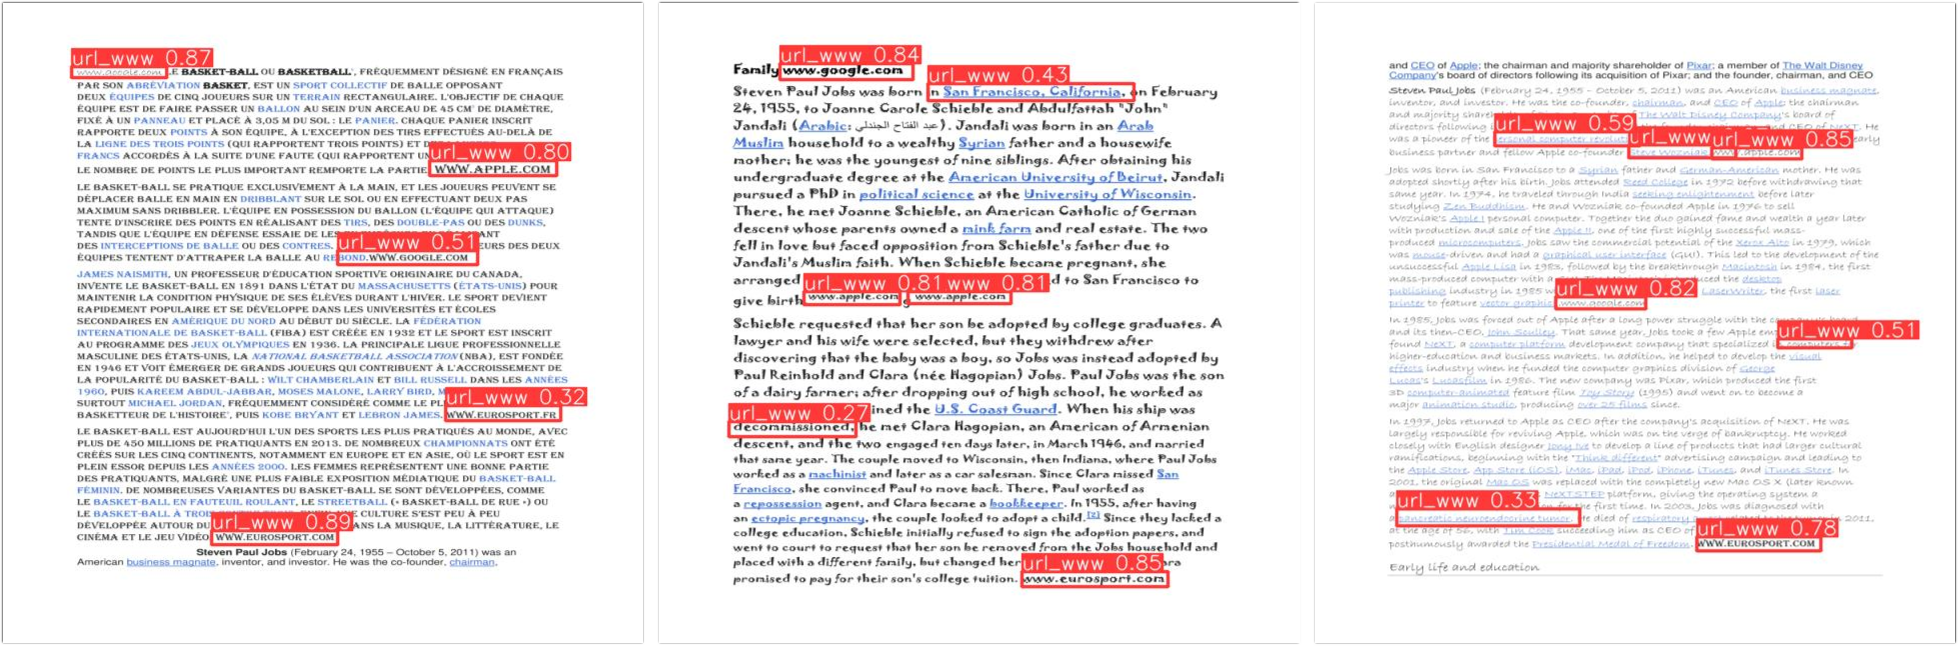 url_www 0.87
www.google.com LE BASKET-BALL OU BASKETBALL, FRÉQUEMMENT DÉSIGNÉ EN FRANÇAIS
PAR SON ABRÉVIATION BASKET, EST UN SPORT COLLECTIF DE BALLE OPPOSANT
DEUX ÉQUIPES DE CINQ JOUEURS SUR UN TERRAIN RECTANGULAIRE. L'OBJECTIF DE CHAQUE
ÉQUIPE EST DE FAIRE PASSER UN BALLON AU SEIN D'UN ARCEAU DE 45 CM DE DIAMÈTRE,
FIXÉ À UN PANNEAU ET PLACÉ À 3,05 M DU SOL : LE PANIER. CHAQUE PANIER INSCRIT
RAPPORTE DEUX POINTS À SON ÉQUIPE, À L'EXCEPTION DES TIRS EFFECTUÉS AU-DELÀ DE
LA LIGNE DES TROIS POINTS (QUI RAPPORTENT TROIS POINTS) ET
FRANCS ACCORDÉS À LA SUITE D'UNE FAUTE (QUI RAPPORTENT
url_www 0.80
LE NOMBRE DE POINTS LE PLUS IMPORTANT REMPORTE LA PARTIE WWW.APPLE.COM
LE BASKET-BALL SE PRATIQUE EXCLUSIVEMENT À LA MAIN, ET LES JOUEURS PEUVENT SE
DÉPLACER BALLE EN MAIN EN DRIBBLANT SUR LE SOL OU EN EFFECTUANT DEUX PAS
MAXIMUM SANS DRIBBLER. L'ÉQUIPE EN POSSESSION DU BALLON (L'ÉQUIPE QUI ATTAQUE)
TENTE D'INSCRIRE DES POINTS EN RÉALISANT DES TIRS, DES DOUBLE-PAS OU DES DUNKS,
TANDIS QUE L'ÉQUIPE EN DÉFENSE ESSAIE DE LES
DES INTERCEPTIONS DE BALLE OU DES CONTRES.
url_www 0.51
EURS DES DEUX
ÉQUIPES TENTENT D'ATTRAPER LA BALLE AU REBOND.WWW.GOOGLE.COM
JAMES NAISMITH, UN PROFESSEUR D'ÉDUCATION SPORTIVE ORIGINAIRE DU CANADA,
INVENTE LE BASKET-BALL EN 1891 DANS L'ÉTAT DU MASSACHUSETTS (ÉTATS-UNIS) POUR
MAINTENIR LA CONDITION PHYSIQUE DE SES ÉLÈVES DURANT L'HIVER. LE SPORT DEVIENT
RAPIDEMENT POPULAIRE ET SE DÉVELOPPE DANS LES UNIVERSITÉS ET ÉCOLES
SECONDAIRES EN AMÉRIQUE DU NORD AU DÉBUT DU SIÈCLE. LA FÉDÉRATION
INTERNATIONALE DE BASKET-BALL (FIBA) EST CRÉÉE EN 1932 ET LE SPORT EST INSCRIT
AU PROGRAMME DES JEUX OLYMPIQUES EN 1936. LA PRINCIPALE LIGUE PROFESSIONNELLE
MASCULINE DES ÉTATS-UNIS, LA NATIONAL BASKETBALL ASSOCIATION (NBA), EST FONDÉE
EN 1946 ET VOIT ÉMERGER DE GRANDS JOUEURS QUI CONTRIBUENT À L'ACCROISSEMENT DE
LA POPULARITÉ DU BASKET-BALL : WILT CHAMBERLAIN ET BILL RUSSELL DANS LES ANNÉES
1960, PUIS KAREEM ABDUL-JABBAR, MOSES MALONE, LARRY BIRD,
url_www 0.32
SURTOUT MICHAEL JORDAN, FRÉQUEMMENT CONSIDÉRÉ COMME LE
BASKETTEUR DE L'HISTOIRE, PUIS KOBE BRYANT ET LEBRON JAMES. WWW.EUROSPORT.FR
LE BASKET-BALL EST AUJOURD'HUI L'UN DES SPORTS LES PLUS PRATIQUÉS AU MONDE, AVEC
PLUS DE 450 MILLIONS DE PRATIQUANTS EN 2013. DE NOMBREUX CHAMPIONNATS ONT ÉTÉ
CRÉÉS SUR LES CINQ CONTINENTS, NOTAMMENT EN EUROPE ET EN ASIE, OÙ LE SPORT EST EN
PLEIN ESSOR DEPUIS LES ANNÉES 2000. LES FEMMES REPRÉSENTENT UNE BONNE PARTIE
DES PRATIQUANTS, MALGRÉ UNE PLUS FAIBLE EXPOSITION MÉDIATIQUE DU BASKET-BALL
FÉMININ. DE NOMBREUSES VARIANTES DU BASKET-BALL SE SONT DÉVELOPPÉES, COMME
LE BASKET-BALL EN FAUTEUIL ROULANT, LE STREETBALL (« BASKET-BALL DE RUE ») OU
LE BASKET-BALL À TROIS CULTURE S'EST PEU À PEU
url_www 0.89
DÉVELOPPÉE AUTOUR DU ANS LA MUSIQUE, LA LITTÉRATURE, LE
CINÉMA ET LE JEU VIDÉO WWW.EUROSPORT.COM
Steven Paul Jobs (February 24, 1955 – October 5, 2011) was an
American business magnate, inventor, and investor. He was the co-founder, chairman,
url_www 0.84
Family www.google.com
url_www 0.43
Steven Paul Jobs was born in San Francisco, California, on February
24, 1955, to Joanne Carole Schieble and Abdulfattah "John"
Jandali (Arabic: عبد الفتاح الجندلي). Jandali was born in an Arab
Muslim household to a wealthy Syrian father and a housewife
mother; he was the youngest of nine siblings. After obtaining his
undergraduate degree at the American University of Beirut, Jandali
pursued a PhD in political science at the University of Wisconsin.
There, he met Joanne Schieble, an American Catholic of German
descent whose parents owned a mink farm and real estate. The two
fell in love but faced opposition from Schieble's father due to
Jandali's Muslim faith. When Schieble became pregnant, she
arranged url_www 0.81 url_www 0.81 d to San Francisco to
give birth www.apple.com www.apple.com
Schieble requested that her son be adopted by college graduates. A
lawyer and his wife were selected, but they withdrew after
discovering that the baby was a boy, so Jobs was instead adopted by
Paul Reinhold and Clara (née Hagopian) Jobs. Paul Jobs was the son
of a dairy farmer; after dropping out of high school, he worked as
url_www 0.27 ined the U.S. Coast Guard. When his ship was
decommissioned, he met Clara Hagopian, an American of Armenian
descent, and the two engaged ten days later, in March 1946, and married
that same year. The couple moved to Wisconsin, then Indiana, where Paul Jobs
worked as a machinist and later as a car salesman. Since Clara missed San
Francisco, she convinced Paul to move back. There, Paul worked as
a repossession agent, and Clara became a bookkeeper. In 1955, after having
an ectopic pregnancy, the couple looked to adopt a child.[2] Since they lacked a
college education, Schieble initially refused to sign the adoption papers, and
went to court to request that her son be removed from the Jobs household and
placed with a different family, but changed her url_www 0.85
promised to pay for their son's college tuition. www.eurosport.com
and CEO of Apple; the chairman and majority shareholder of Pixar; a member of The Walt Disney
Company's board of directors following its acquisition of Pixar; and the founder, chairman, and CEO
Steven Paul Jobs (February 24, 1955 – October 5, 2011) was an American business magnate,
inventor, and investor. He was the co-founder, chairman, and CEO of Apple; the chairman
and majority The Walt Disney Company's board of
directors following url_www 0.59 and CEO of NeXT. He
was a pioneer of the personal computer url_www url_www 0.85 early
business partner and fellow Apple co-founder Steve Wozniak. www.apple.com
Jobs was born in San Francisco to a Syrian father and German-American mother. He was
adopted shortly after his birth. Jobs attended Reed College in 1972 before withdrawing that
same year. In 1974, he traveled through India seeking enlightenment before later
studying Zen Buddhism. He and Wozniak co-founded Apple in 1976 to sell
Wozniak's Apple I personal computer. Together the duo gained fame and wealth a year later
with production and sale of the Apple II, one of the first highly successful mass-
produced microcomputers. Jobs saw the commercial potential of the Xerox Alto in 1979, which
was mouse-driven and had a graphical user interface (GUI). This led to the development of the
unsuccessful Apple Lisa in 1983, followed by the breakthrough Macintosh in 1984, the first
mass-produced computer with a the desktop
publishing industry in 1985 url_www 0.82 LaserWriter, the first laser
printer to feature vector graphics www.google.com
In 1985, Jobs was forced out of Apple after a long power struggle with the
and its then-CEO, John Sculley. That same year, Jobs took a few Apple url_www 0.51
found NeXT, a computer platform development company that specialized computers
higher-education and business markets. In addition, he helped to develop the visual
effects industry when he funded the computer graphics division of George
Lucas's Lucasfilm in 1986. The new company was Pixar, which produced the first
3D computer-animated feature film Toy Story (1995) and went on to become a
major animation studio, producing over 25 films since.
In 1997, Jobs returned to Apple as CEO after the company's acquisition of NeXT. He was
largely responsible for reviving Apple, which was on the verge of bankruptcy. He worked
closely with English designer Jony Ive to develop a line of products that had larger cultural
ramifications, beginning with the "Think different" advertising campaign and leading to
the Apple Store, App Store (iOS), iMac, iPad, iPod, iPhone, iTunes, and iTunes Store. In
2001, the original Mac OS was replaced with the completely new Mac OS X (later known
url_www 0.33 NeXTSTEP platform, giving the operating system a
for the first time. In 2003, Jobs was diagnosed with
a pancreatic neuroendocrine tumor. He died of respiratory 2011,
at the age of 56, with Tim Cook succeeding him as CEO of url_www 0.78
posthumously awarded the Presidential Medal of Freedom. WWW.EUROSPORT.COM
Early life and education